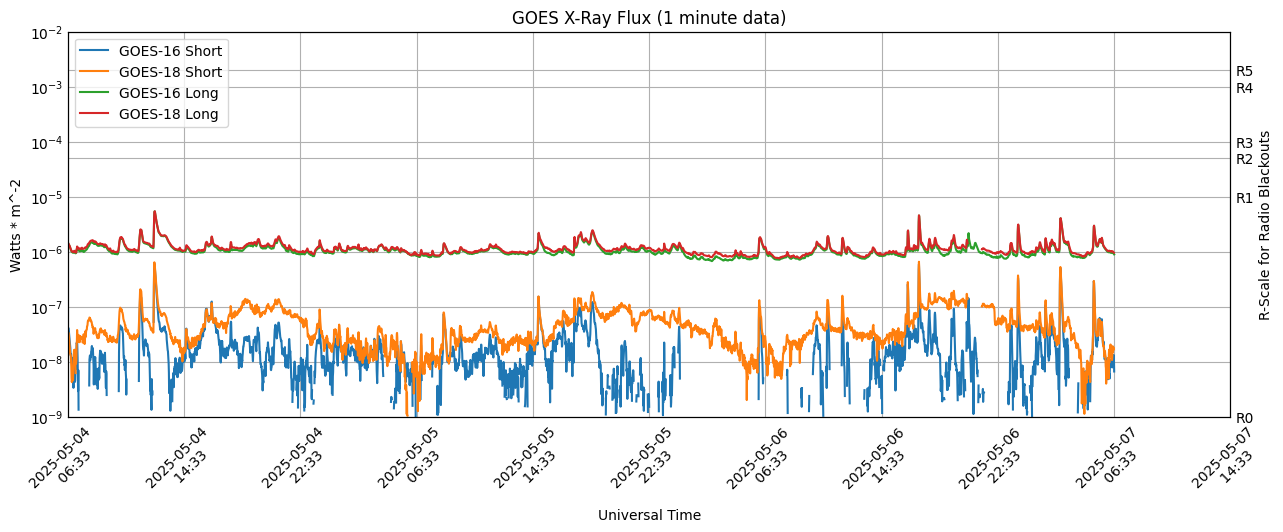 GOES X-Ray Flux (1 minute data)
GOES-16 Short
GOES-18 Short
GOES-16 Long
GOES-18 Long
10^-2
10^-3
10^-4
10^-5
10^-6
10^-7
10^-8
10^-9
Watts * m^-2
R5
R4
R3
R2
R1
R0
R-Scale for Radio Blackouts
2025-05-04
06:33
2025-05-04
14:33
2025-05-04
22:33
2025-05-05
06:33
2025-05-05
14:33
2025-05-05
22:33
2025-05-06
06:33
2025-05-06
14:33
2025-05-06
22:33
2025-05-07
06:33
2025-05-07
14:33
Universal Time